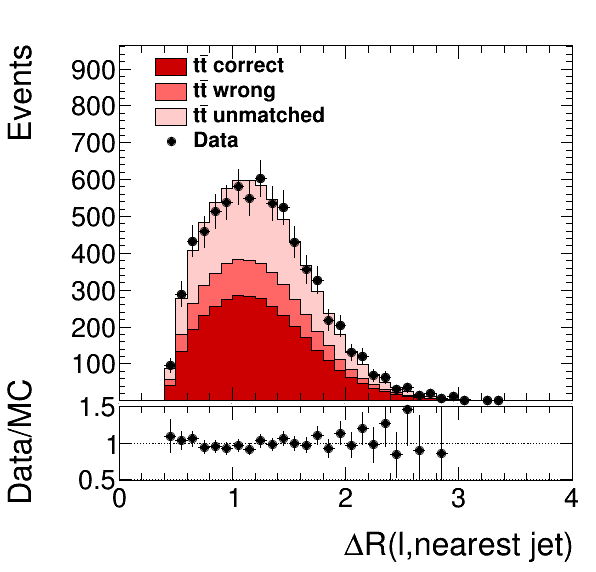 Events
900
800
700
600
500
400
300
200
100
tt̄ correct
tt̄ wrong
tt̄ unmatched
Data
Data/MC
1.5
1
0.5
0 1 2 3 4
ΔR(l,nearest jet)